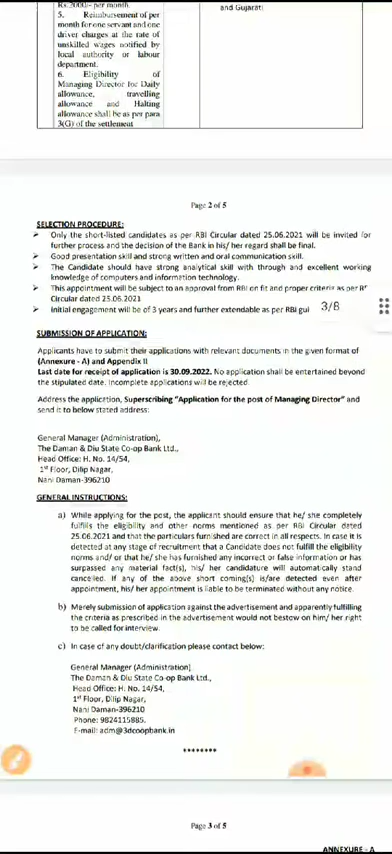 Rs.2000/- per month.
5. Reimbursement of per
month for one servant and one
driver charges at the rate of
unskilled wages notified by
local authority or labour
department.
6. Eligibility of
Managing Director for Daily
allowance, travelling
allowance and Halting
allowance shall be as per para
3(G) of the settlement
and Gujarati
Page 2 of 5
SELECTION PROCEDURE:
➢ Only the short-listed candidates as per RBI Circular dated 25.06.2021 will be invited for
further process and the decision of the Bank in his/ her regard shall be final.
➢ Good presentation skill and strong written and oral communication skill.
➢ The Candidate should have strong analytical skill with through and excellent working
knowledge of computers and information technology.
➢ This appointment will be subject to an approval from RBI on fit and proper criteria as per
Circular dated 25.06.2021
➢ Initial engagement will be of 3 years and further extendable as per RBI gui
3/8
SUBMISSION OF APPLICATION:
Applicants have to submit their applications with relevant documents in the given format of
(Annexure - A) and Appendix II
Last date for receipt of application is 30.09.2022. No application shall be entertained beyond
the stipulated date. Incomplete applications will be rejected.
Address the application, Superscribing "Application for the post of Managing Director" and
send it to below stated address:
General Manager (Administration),
The Daman & Diu State Co-op Bank Ltd.,
Head Office: H. No. 14/54,
1st Floor, Dilip Nagar,
Nani Daman-396210
GENERAL INSTRUCTIONS:
a) While applying for the post, the applicant should ensure that he/ she completely
fulfills the eligibility and other norms mentioned as per RBI Circular dated
25.06.2021 and that the particulars furnished are correct in all respects. In case it is
detected at any stage of recruitment that a Candidate does not fulfill the eligibility
norms and/ or that he/ she has furnished any incorrect or false information or has
surpassed any material fact(s), his/ her candidature will automatically stand
cancelled. If any of the above short coming(s) is/are detected even after
appointment, his/ her appointment is liable to be terminated without any notice.
b) Merely submission of application against the advertisement and apparently fulfilling
the criteria as prescribed in the advertisement would not bestow on him/ her right
to be called for interview.
c) In case of any doubt/clarification please contact below:
General Manager (Administration)
The Daman & Diu State Co-op Bank Ltd.,
Head Office: H. No. 14/54,
1st Floor, Dilip Nagar,
Nani Daman-396210
Phone: 9824115885.
E-mail: adm@3dcoopbank.in
********
Page 3 of 5
ANNEXURE - A